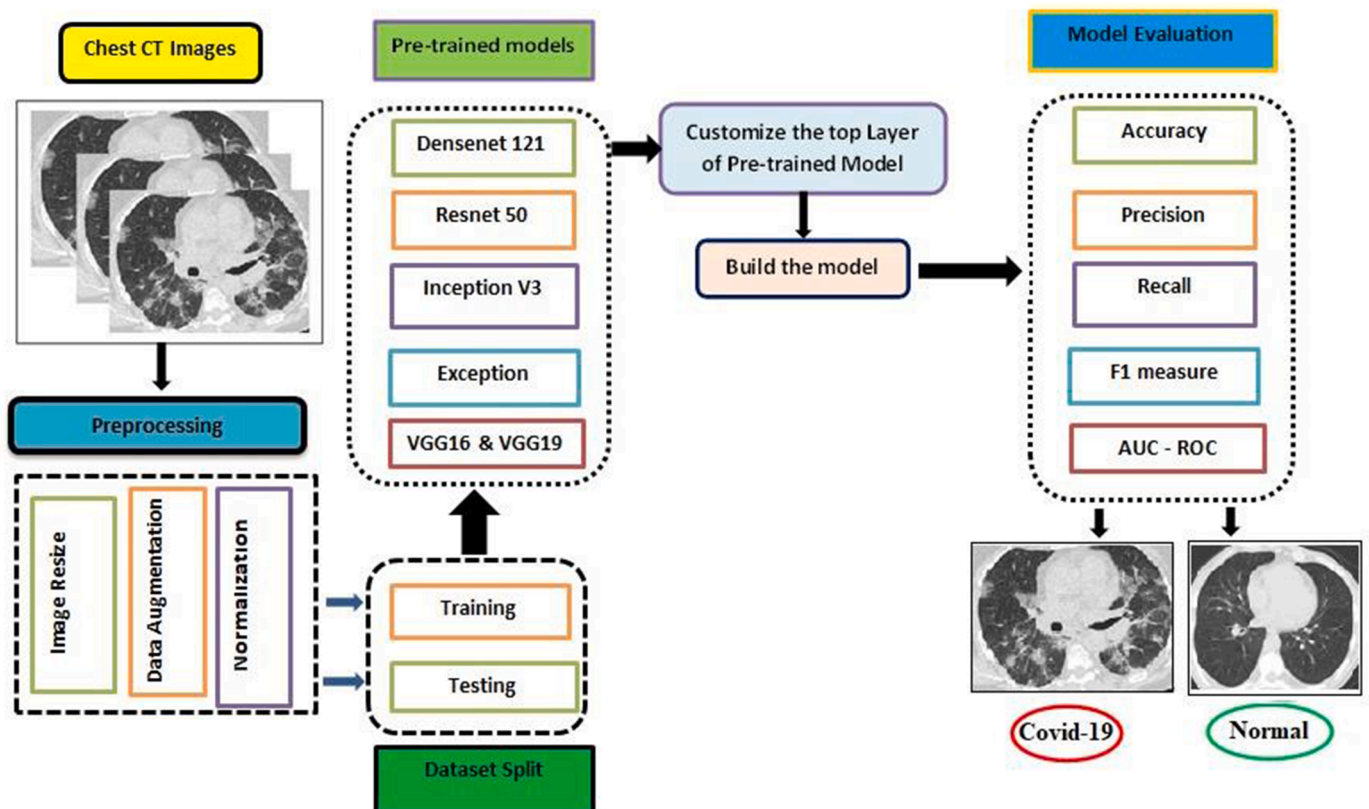 Chest CT Images
Preprocessing
Image Resize
Data Augmentation
Normalization
Pre-trained models
Densenet 121
Resnet 50
Inception V3
Exception
VGG16 & VGG19
Training
Testing
Dataset Split
Customize the top Layer
of Pre-trained Model
Build the model
Model Evaluation
Accuracy
Precision
Recall
F1 measure
AUC - ROC
Covid-19
Normal